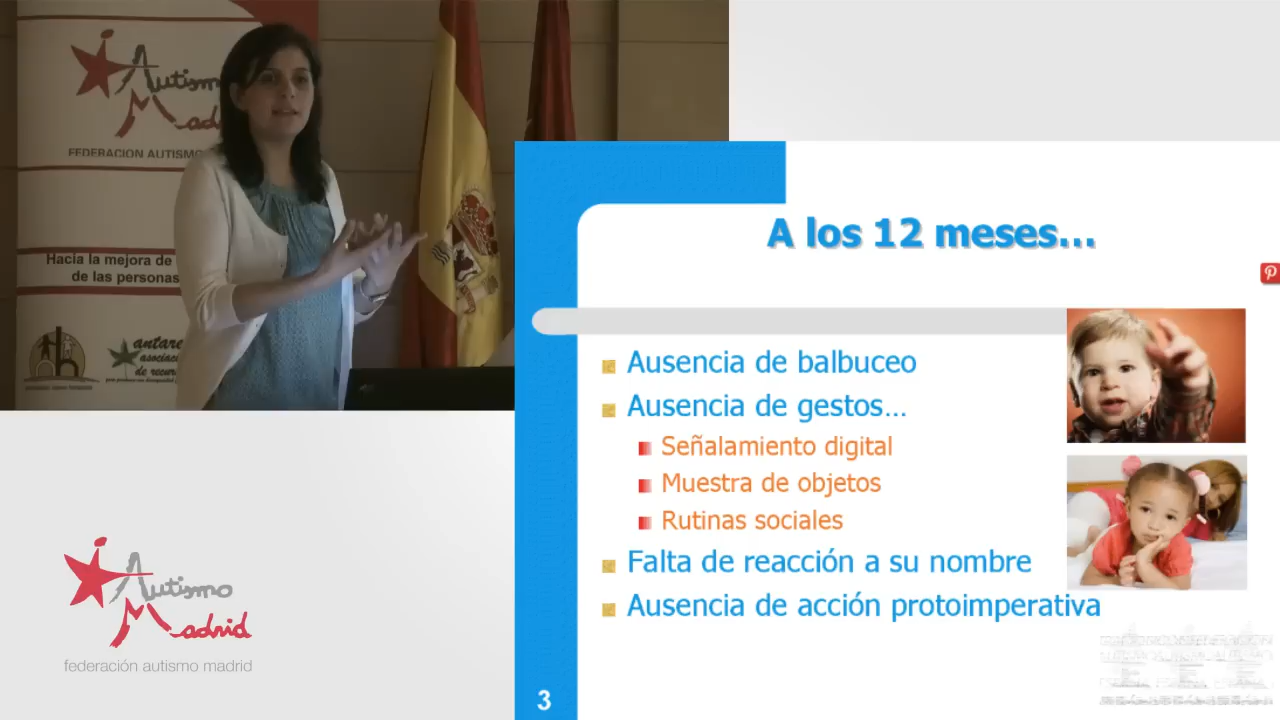 Autismo
Madrid
FEDERACION AUTISMO
Hacia la mejora de
de las personas
antares
asociación
de recur
A los 12 meses...
Ausencia de balbuceo
Ausencia de gestos...
Señalamiento digital
Muestra de objetos
Rutinas sociales
Falta de reacción a su nombre
Ausencia de acción protoimperativa
3
Autismo
Madrid
federación autismo madrid